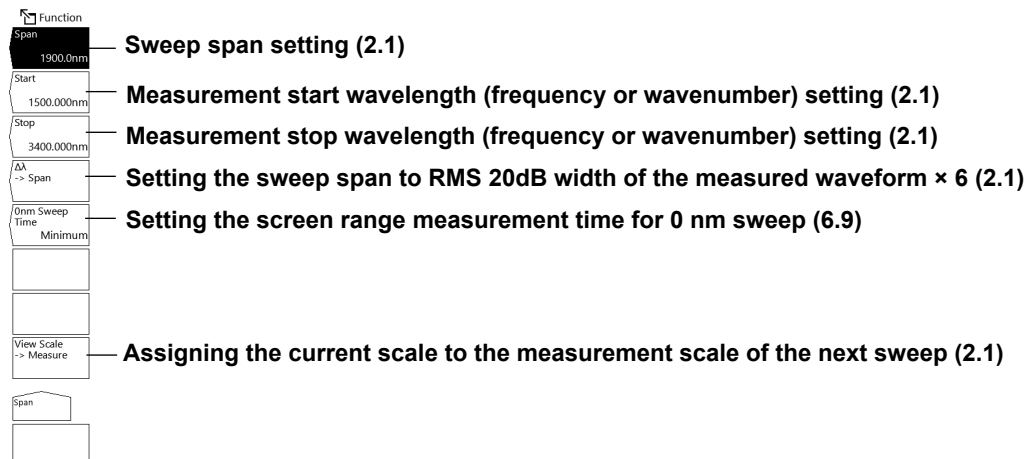 Function
Span
1900.0nm
Sweep span setting (2.1)
Start
1500.000nm
Measurement start wavelength (frequency or wavenumber) setting (2.1)
Stop
3400.000nm
Measurement stop wavelength (frequency or wavenumber) setting (2.1)
Δλ
-> Span
Setting the sweep span to RMS 20dB width of the measured waveform × 6 (2.1)
0nm Sweep
Time
Minimum
Setting the screen range measurement time for 0 nm sweep (6.9)
View Scale
-> Measure
Assigning the current scale to the measurement scale of the next sweep (2.1)
Span